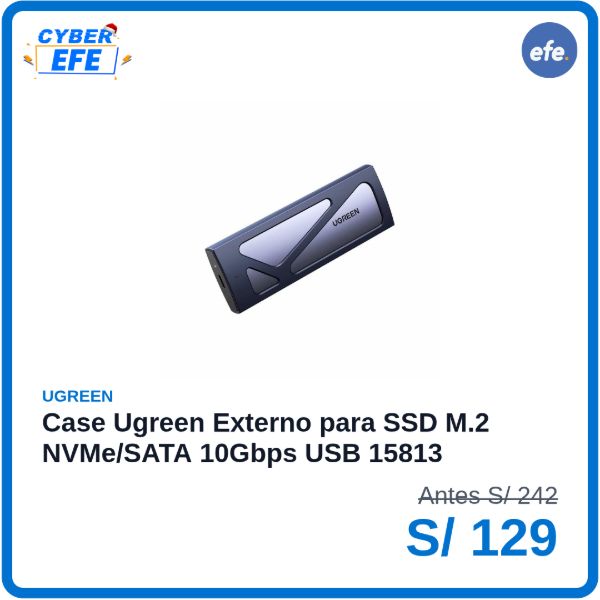 CYBER
EFE
efe.
UGREEN
UGREEN
Case Ugreen Externo para SSD M.2
NVMe/SATA 10Gbps USB 15813
Antes S/ 242
S/ 129